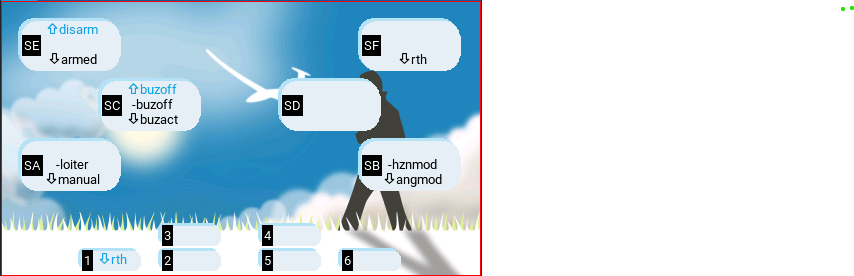 SE ⇧disarm
⇩armed
SF ⇩rth
SC ⇧buzoff
-buzoff
⇩buzact
SD
SA -loiter
⇩manual
SB -hznmod
⇩angmod
3
4
1 ⇩rth
2
5
6